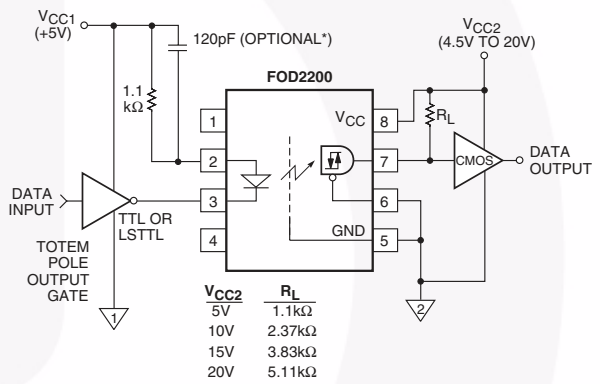 VCC1
(+5V)
120pF (OPTIONAL*)
VCC2
(4.5V TO 20V)
FOD2200
1.1
kΩ
1
VCC
8
RL
2
7
CMOS
DATA
OUTPUT
DATA
INPUT
3
6
TTL OR
LSTTL
4
GND
5
TOTEM
POLE
OUTPUT
GATE
1
2
VCC2 RL
5V 1.1kΩ
10V 2.37kΩ
15V 3.83kΩ
20V 5.11kΩ